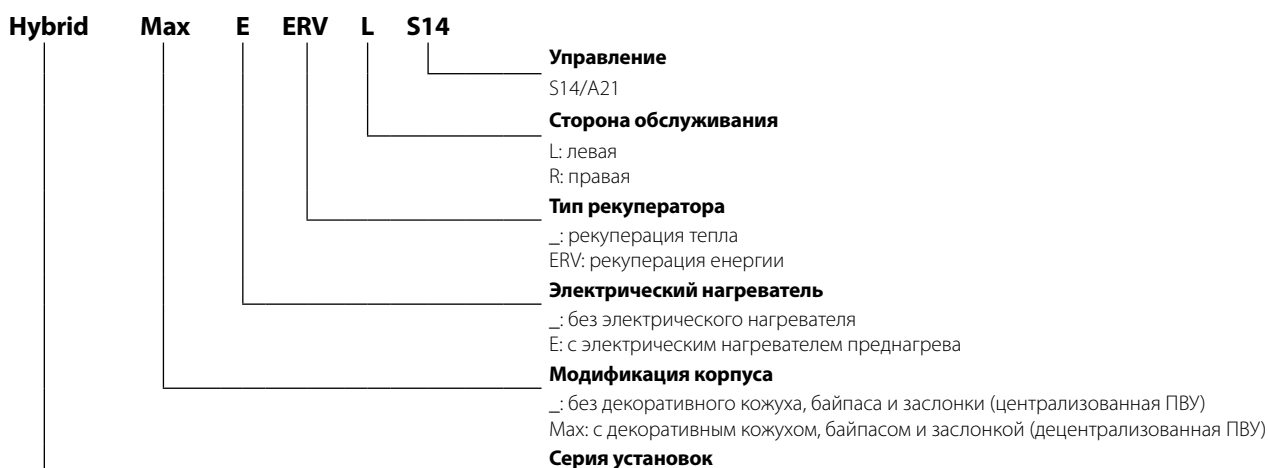 Hybrid Max E ERV L S14
Управление
S14/A21
Сторона обслуживания
L: левая
R: правая
Тип рекуператора
_: рекуперация тепла
ERV: рекуперация енергии
Электрический нагреватель
_: без электрического нагревателя
E: с электрическим нагревателем преднагрева
Модификация корпуса
_: без декоративного кожуха, байпаса и заслонки (централизованная ПВУ)
Max: с декоративным кожухом, байпасом и заслонкой (децентрализованная ПВУ)
Серия установок